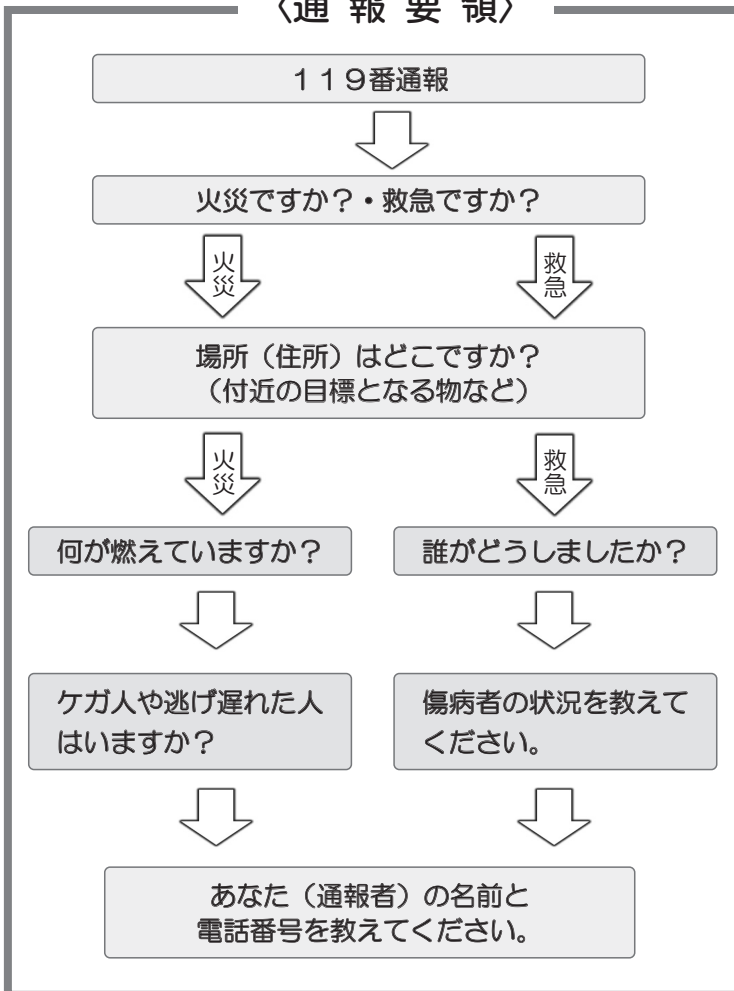 〈通報要領〉
119番通報
火災ですか？・救急ですか？
火災
救急
場所（住所）はどこですか？
（付近の目標となる物など）
火災
救急
何が燃えていますか？
誰がどうしましたか？
ケガ人や逃げ遅れた人
はいますか？
傷病者の状況を教えて
ください。
あなた（通報者）の名前と
電話番号を教えてください。